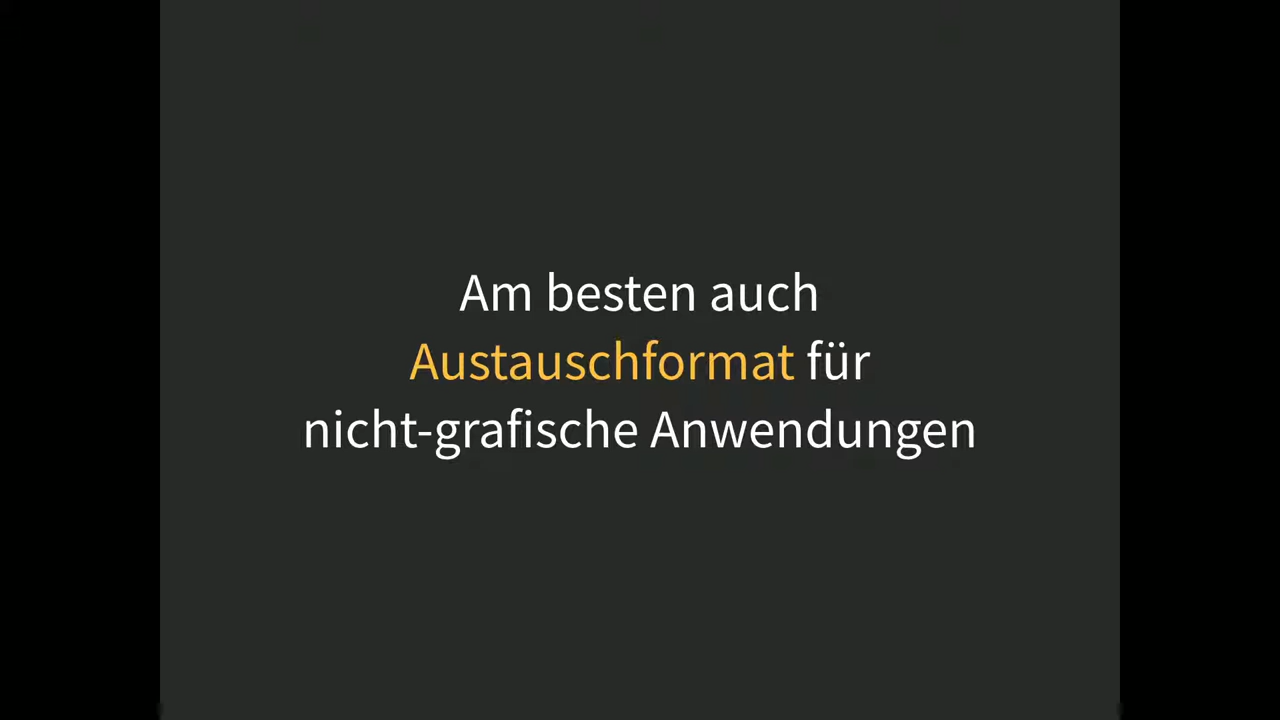 Am besten auch
Austauschformat für
nicht-grafische Anwendungen